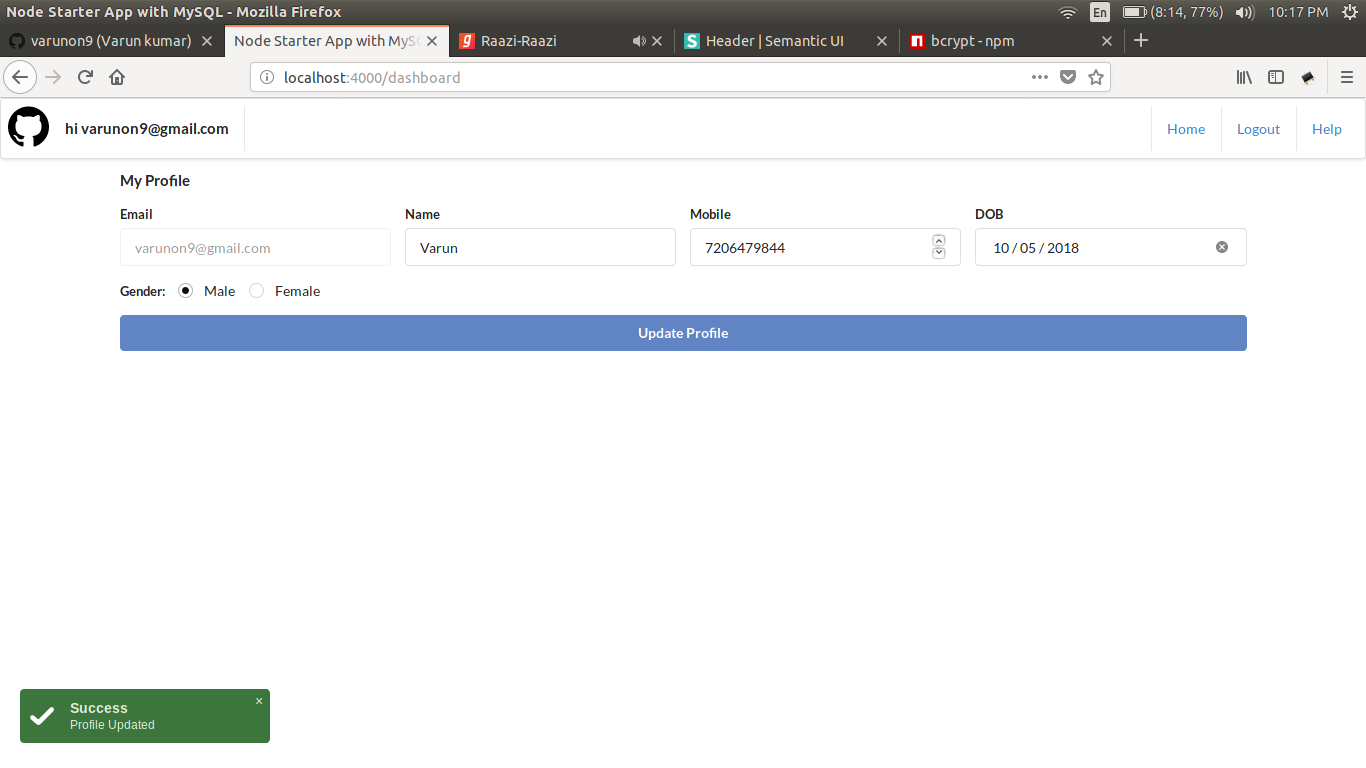 Node Starter App with MySQL - Mozilla Firefox
En (8:14, 77%) 10:17 PM
varunon9 (Varun kumar) Node Starter App with MySQ Raazi-Raazi Header | Semantic UI bcrypt - npm
localhost:4000/dashboard
hi varunon9@gmail.com Home Logout Help
My Profile
Email Name Mobile DOB
varunon9@gmail.com Varun 7206479844 10 / 05 / 2018
Gender: Male Female
Update Profile
Success
Profile Updated